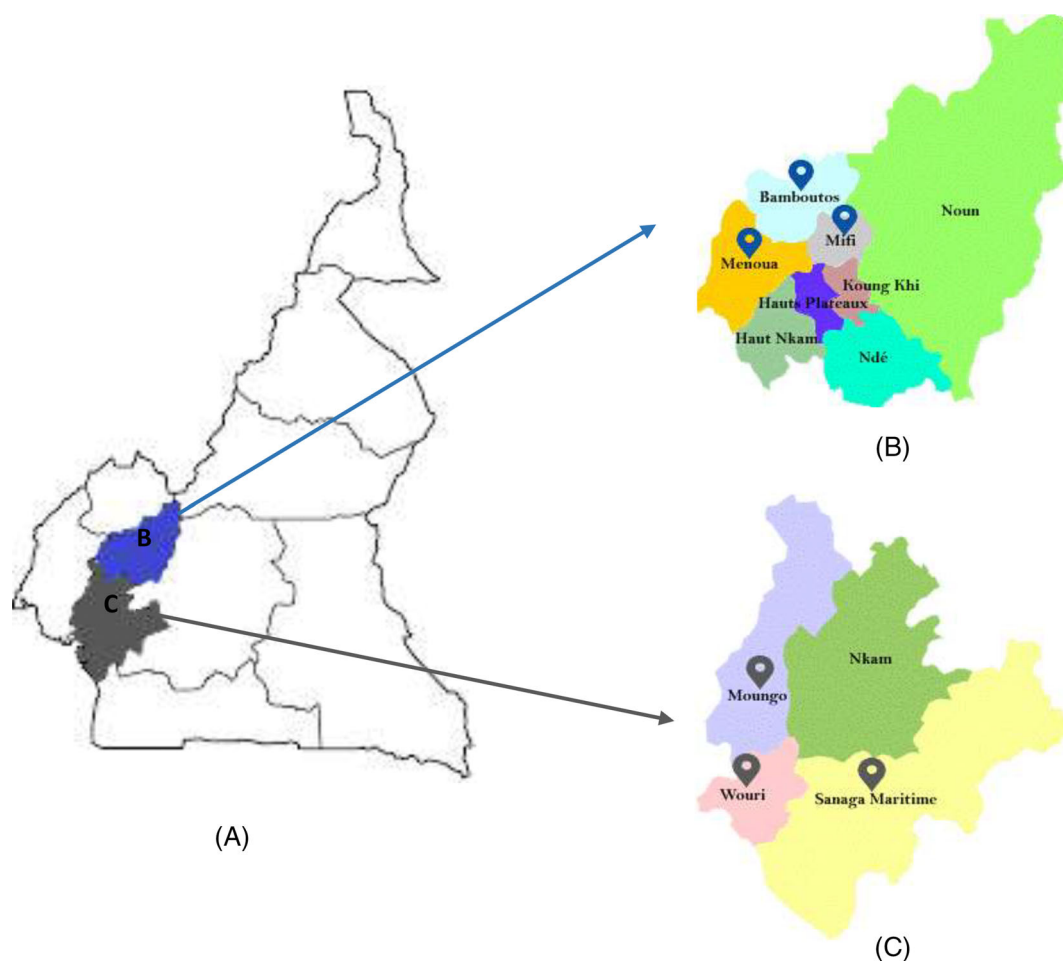 B
C
(A)
Bamboutos
Noun
Mifi
Menoua
Koung Khi
Hauts Plateaux
Haut Nkam
Ndé
(B)
Nkam
Moungo
Wouri
Sanaga Maritime
(C)